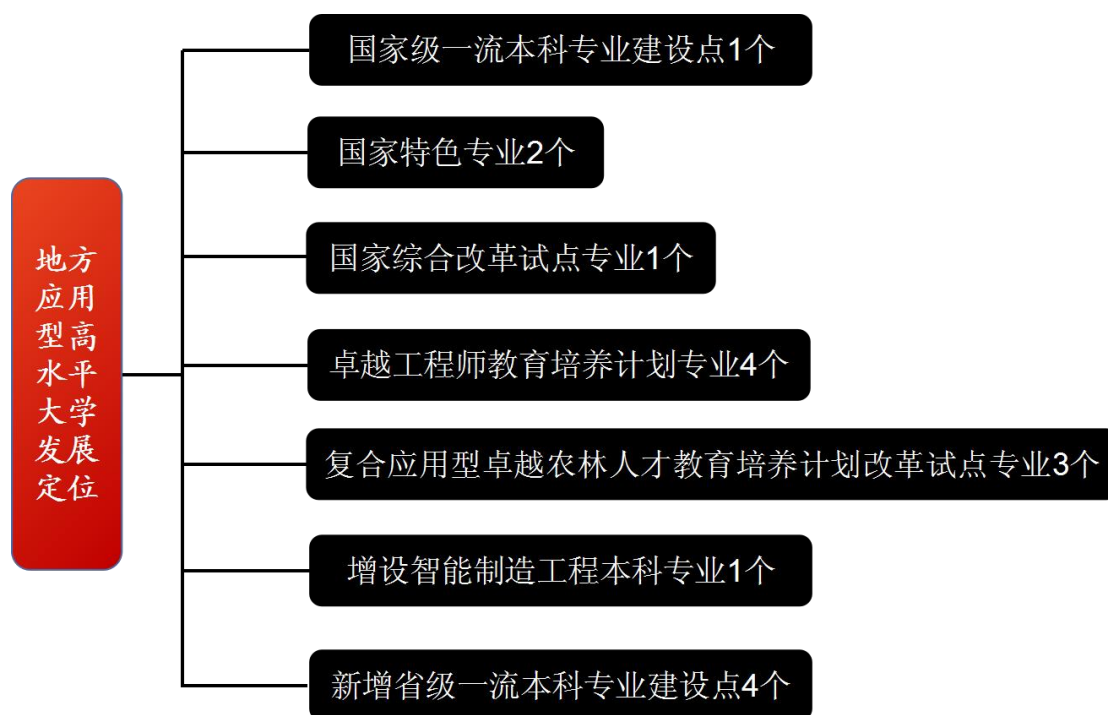 地方
应用
型高
水平
大学
发展
定位
国家级一流本科专业建设点1个
国家特色专业2个
国家综合改革试点专业1个
卓越工程师教育培养计划专业4个
复合应用型卓越农林人才教育培养计划改革试点专业3个
增设智能制造工程本科专业1个
新增省级一流本科专业建设点4个